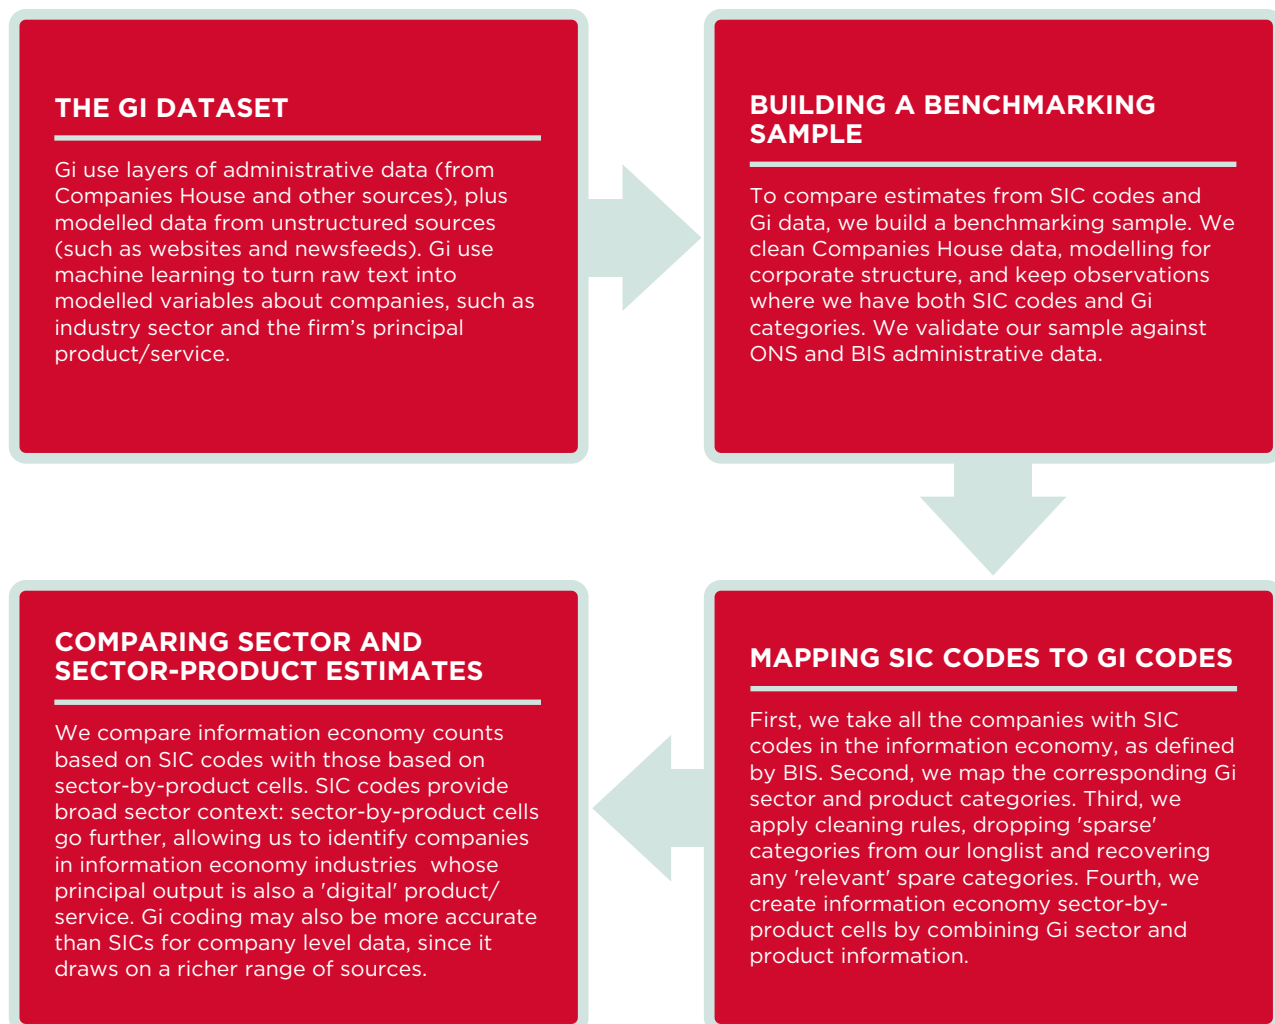 THE GI DATASET
Gi use layers of administrative data (from
Companies House and other sources), plus
modelled data from unstructured sources
(such as websites and newsfeeds). Gi use
machine learning to turn raw text into
modelled variables about companies, such as
industry sector and the firm's principal
product/service.
BUILDING A BENCHMARKING
SAMPLE
To compare estimates from SIC codes and
Gi data, we build a benchmarking sample. We
clean Companies House data, modelling for
corporate structure, and keep observations
where we have both SIC codes and Gi
categories. We validate our sample against
ONS and BIS administrative data.
MAPPING SIC CODES TO GI CODES
First, we take all the companies with SIC
codes in the information economy, as defined
by BIS. Second, we map the corresponding Gi
sector and product categories. Third, we
apply cleaning rules, dropping 'sparse'
categories from our longlist and recovering
any 'relevant' spare categories. Fourth, we
create information economy sector-by-
product cells by combining Gi sector and
product information.
COMPARING SECTOR AND
SECTOR-PRODUCT ESTIMATES
We compare information economy counts
based on SIC codes with those based on
sector-by-product cells. SIC codes provide
broad sector context: sector-by-product cells
go further, allowing us to identify companies
in information economy industries  whose
principal output is also a 'digital' product/
service. Gi coding may also be more accurate
than SICs for company level data, since it
draws on a richer range of sources.